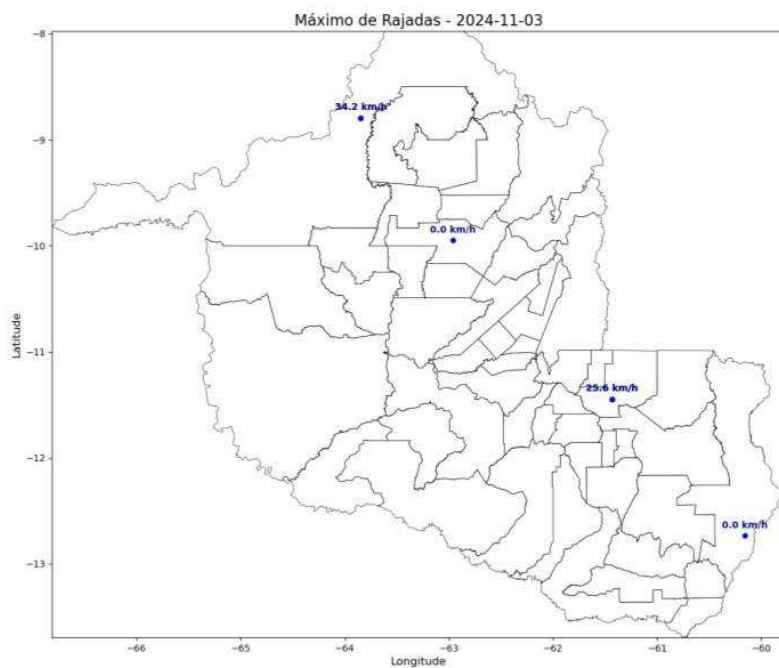 Máximo de Rajadas - 2024-11-03
−8
34.2 km/h
−9
0.0 km/h
−10
−11
25.6 km/h
−12
0.0 km/h
−13
Latitude
−66
−65
−64
−63
−62
−61
−60
Longitude